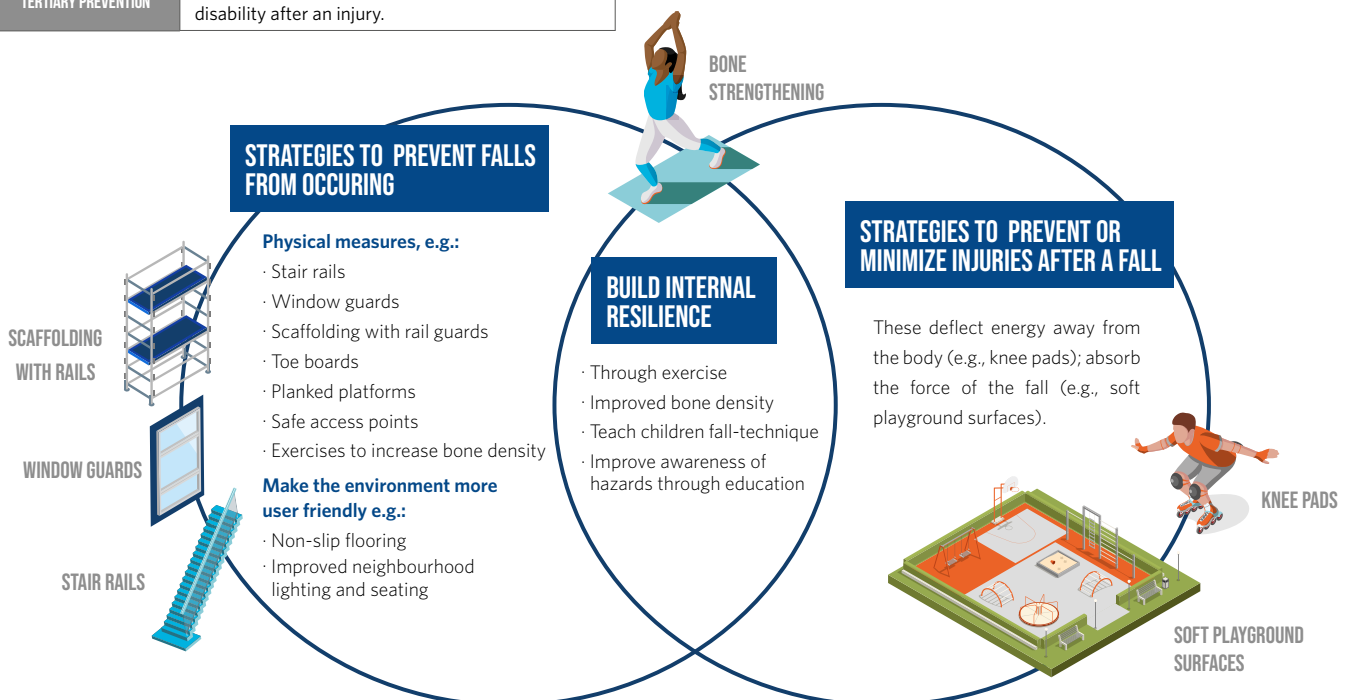 TERTIARY PREVENTION
disability after an injury.
BONE
STRENGTHENING
STRATEGIES TO PREVENT FALLS
FROM OCCURING
Physical measures, e.g.:
· Stair rails
· Window guards
· Scaffolding with rail guards
· Toe boards
· Planked platforms
· Safe access points
· Exercises to increase bone density
Make the environment more
user friendly e.g.:
· Non-slip flooring
· Improved neighbourhood
lighting and seating
SCAFFOLDING
WITH RAILS
WINDOW GUARDS
STAIR RAILS
BUILD INTERNAL
RESILIENCE
· Through exercise
· Improved bone density
· Teach children fall-technique
· Improve awareness of
hazards through education
STRATEGIES TO PREVENT OR
MINIMIZE INJURIES AFTER A FALL
These deflect energy away from
the body (e.g., knee pads); absorb
the force of the fall (e.g., soft
playground surfaces).
KNEE PADS
SOFT PLAYGROUND
SURFACES